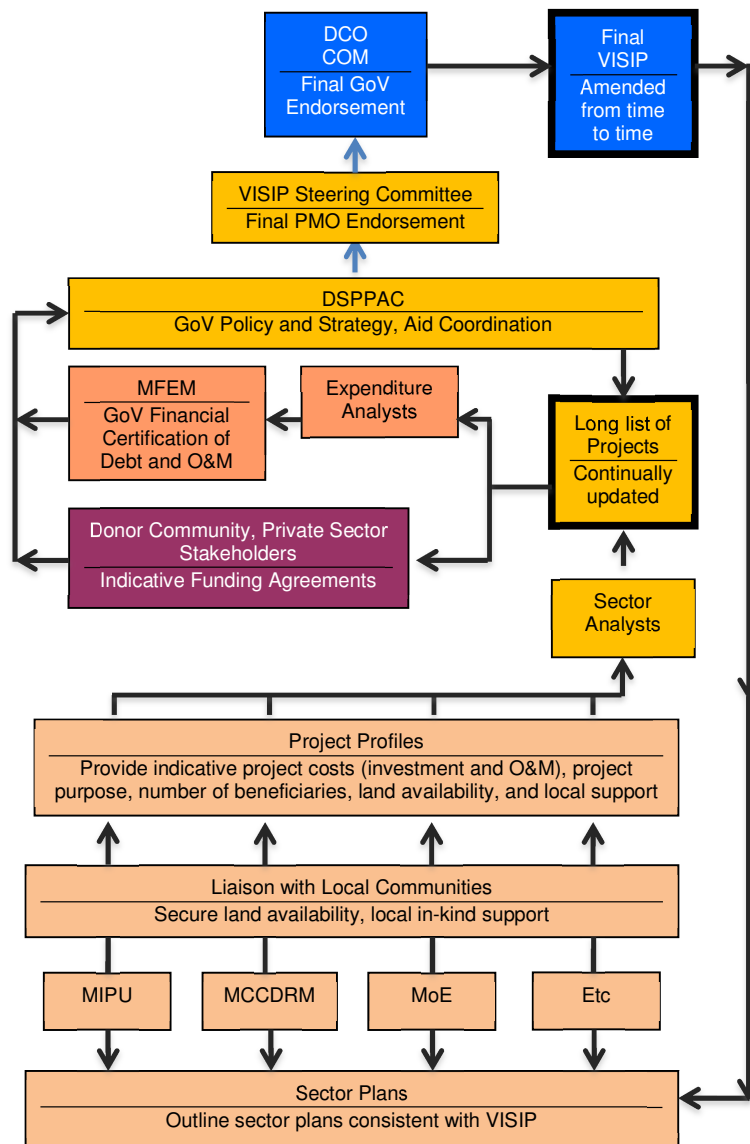 DCO
COM
Final GoV
Endorsement
Final
VISIP
Amended
from time
to time
VISIP Steering Committee
Final PMO Endorsement
DSPPAC
GoV Policy and Strategy, Aid Coordination
MFEM
GoV Financial
Certification of
Debt and O&M
Expenditure
Analysts
Long list of
Projects
Continually
updated
Donor Community, Private Sector
Stakeholders
Indicative Funding Agreements
Sector
Analysts
Project Profiles
Provide indicative project costs (investment and O&M), project
purpose, number of beneficiaries, land availability, and local support
Liaison with Local Communities
Secure land availability, local in-kind support
MIPU
MCCDRM
MoE
Etc
Sector Plans
Outline sector plans consistent with VISIP